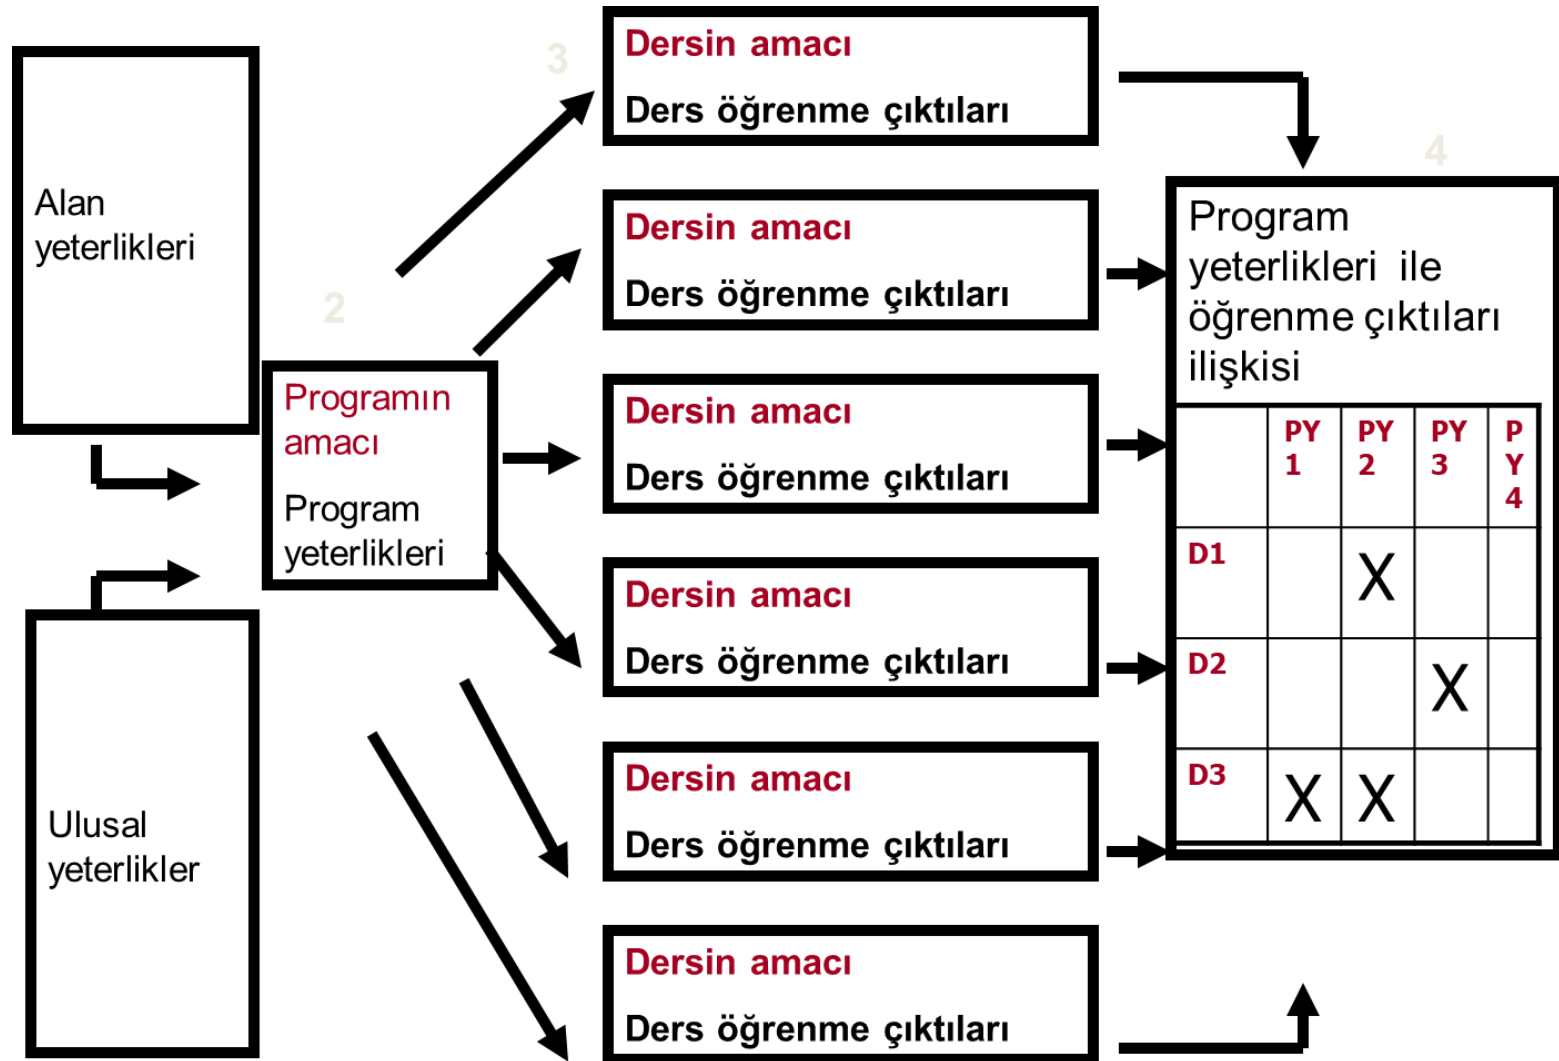 Alan
yeterlikleri
Ulusal
yeterlikler
2
Programın
amacı
Program
yeterlikleri
3
Dersin amacı
Ders öğrenme çıktıları
Dersin amacı
Ders öğrenme çıktıları
Dersin amacı
Ders öğrenme çıktıları
Dersin amacı
Ders öğrenme çıktıları
Dersin amacı
Ders öğrenme çıktıları
Dersin amacı
Ders öğrenme çıktıları
4
Program
yeterlikleri ile
öğrenme çıktıları
ilişkisi
PY 1 PY 2 PY 3 P Y 4
D1 X
D2 X
D3 X X